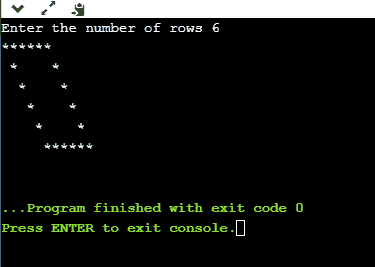 Enter the number of rows 6
******
 *    *
  *    *
   *    *
    *    *
     ******
...Program finished with exit code 0
Press ENTER to exit console.